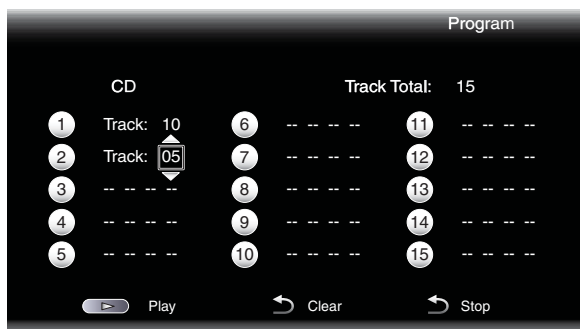 Program
CD Track Total: 15
1 Track: 10 6 -- -- -- -- 11 -- -- -- --
2 Track: 05 7 -- -- -- -- 12 -- -- -- --
3 -- -- -- -- 8 -- -- -- -- 13 -- -- -- --
4 -- -- -- -- 9 -- -- -- -- 14 -- -- -- --
5 -- -- -- -- 10 -- -- -- -- 15 -- -- -- --
Play Clear Stop